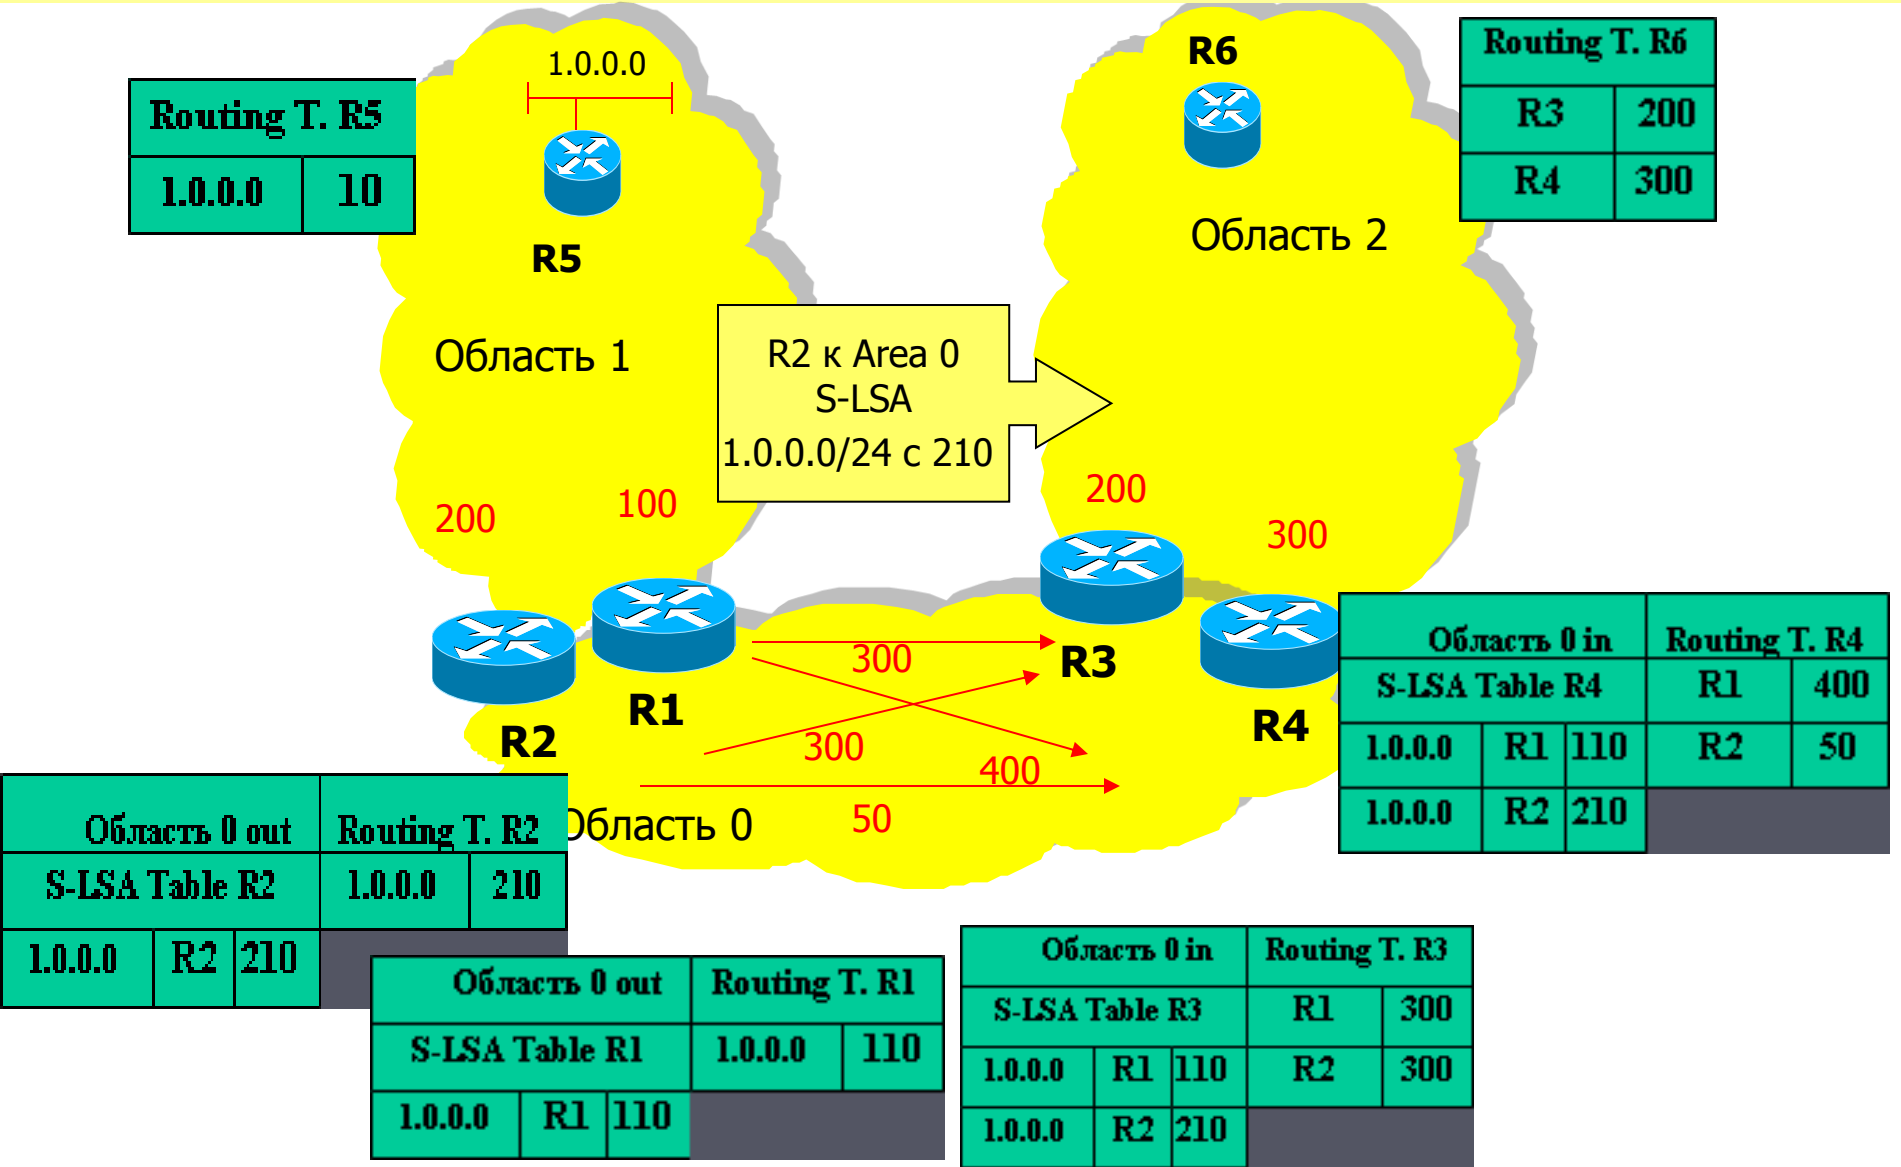 1.0.0.0
R5
Область 1
Routing T. R5
1.0.0.0 10
R6
Область 2
Routing T. R6
R3 200
R4 300
R2 к Area 0
S-LSA
1.0.0.0/24 с 210
200
100
200
300
R2
R1
R3
R4
300
300
400
50
Область 0
Область 0 in Routing T. R4
S-LSA Table R4 R1 400
1.0.0.0 R1 110 R2 50
1.0.0.0 R2 210
Область 0 out Routing T. R2
S-LSA Table R2 1.0.0.0 210
1.0.0.0 R2 210
Область 0 out Routing T. R1
S-LSA Table R1 1.0.0.0 110
1.0.0.0 R1 110
Область 0 in Routing T. R3
S-LSA Table R3 R1 300
1.0.0.0 R1 110 R2 300
1.0.0.0 R2 210